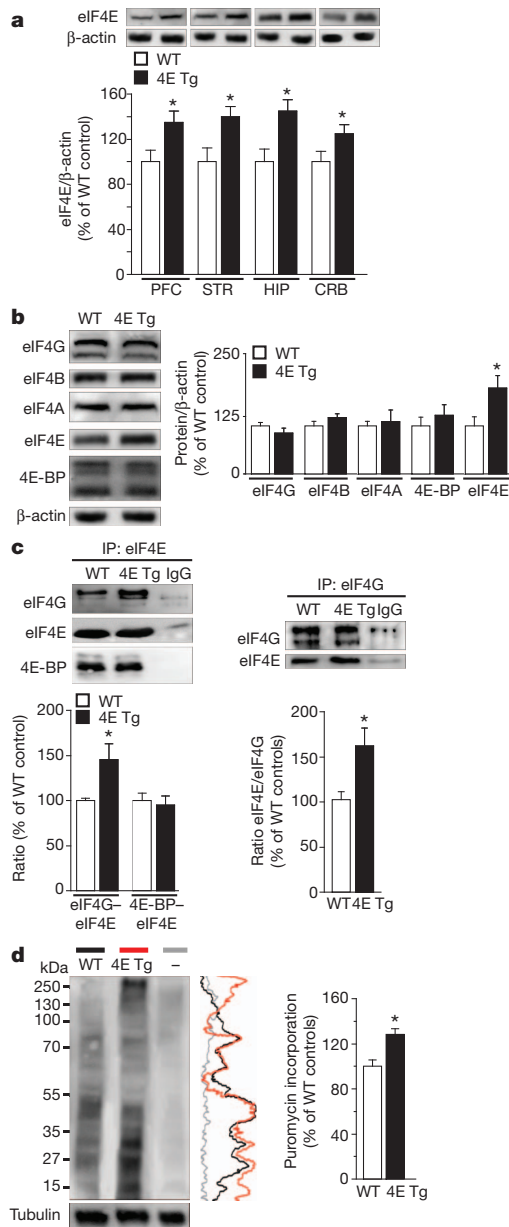 a
eIF4E
β-actin
WT
4E Tg
eIF4E/β-actin
(% of WT control)
140
100
80
60
40
20
0
* * * *
PFC STR HIP CRB
b
WT 4E Tg
eIF4G
eIF4B
eIF4A
eIF4E
4E-BP
β-actin
Protein/β-actin
(% of WT control)
250
125
0
WT
4E Tg
*
eIF4G eIF4B eIF4A 4E-BP eIF4E
c
IP: eIF4E
WT 4E Tg IgG
eIF4G
eIF4E
4E-BP
WT
4E Tg
Ratio (% of WT control)
200
150
100
50
0
*
eIF4G– 4E-BP–
eIF4E eIF4E
IP: eIF4G
WT 4E Tg IgG
eIF4G
eIF4E
Ratio eIF4E/eIF4G
(% of WT controls)
200
150
100
50
0
*
WT 4E Tg
d
kDa WT 4E Tg –
250
130
100
70
55
35
27
15
Tubulin
Puromycin incorporation
(% of WT controls)
160
120
80
40
0
*
WT 4E Tg